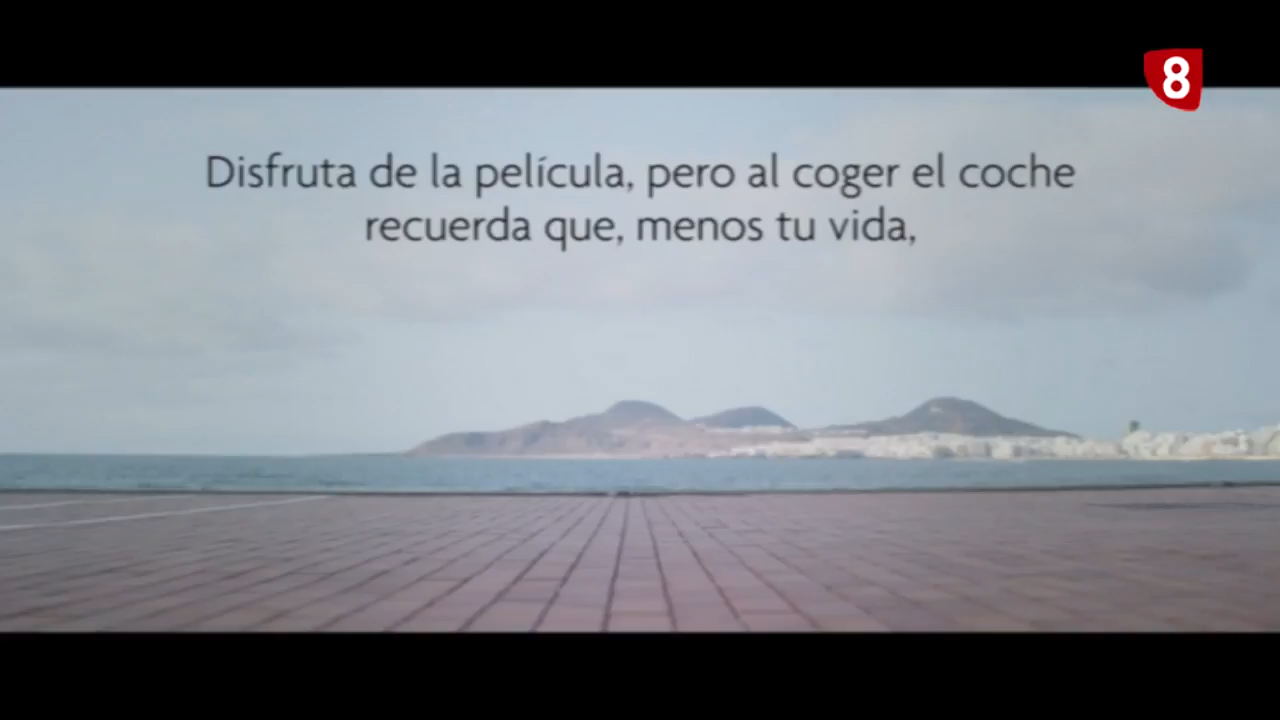 8
Disfruta de la película, pero al coger el coche
recuerda que, menos tu vida,